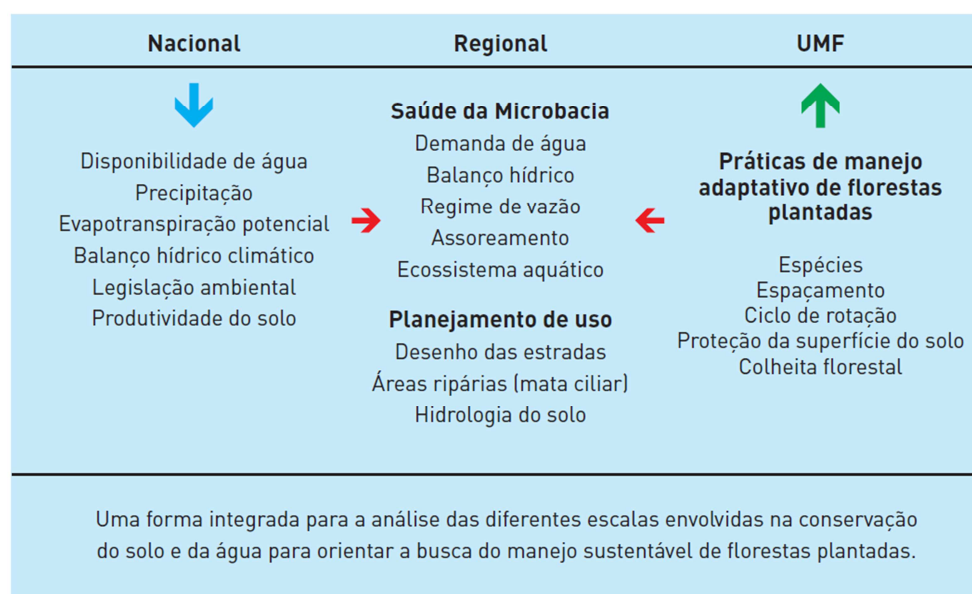 Nacional
Regional
UMF
Disponibilidade de água
Precipitação
Evapotranspiração potencial
Balanço hídrico climático
Legislação ambiental
Produtividade do solo
Saúde da Microbacia
Demanda de água
Balanço hídrico
Regime de vazão
Assoreamento
Ecossistema aquático
Planejamento de uso
Desenho das estradas
Áreas ripárias (mata ciliar)
Hidrologia do solo
Práticas de manejo
adaptativo de florestas
plantadas
Espécies
Espaçamento
Ciclo de rotação
Proteção da superfície do solo
Colheita florestal
Uma forma integrada para a análise das diferentes escalas envolvidas na conservação
do solo e da água para orientar a busca do manejo sustentável de florestas plantadas.